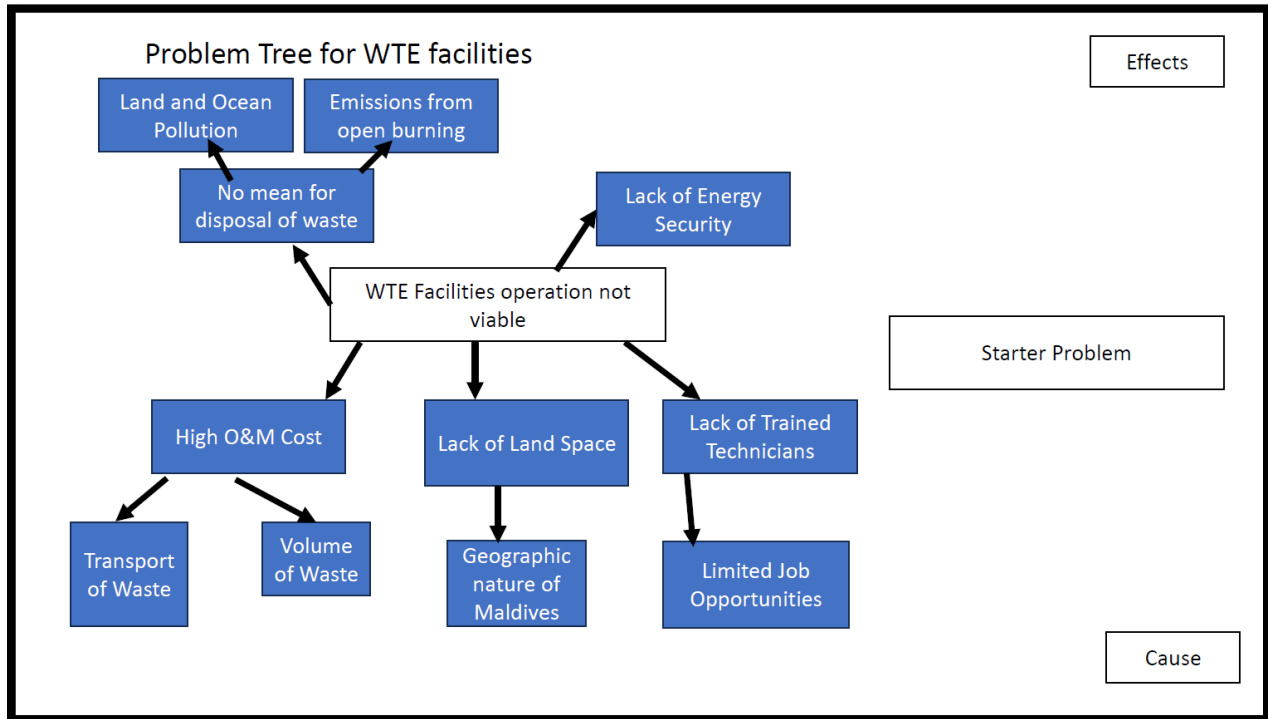 Problem Tree for WTE facilities
Effects
Land and Ocean
Pollution
Emissions from
open burning
No mean for
disposal of waste
Lack of Energy
Security
WTE Facilities operation not
viable
Starter Problem
High O&M Cost
Lack of Land Space
Lack of Trained
Technicians
Transport
of Waste
Volume
of Waste
Geographic
nature of
Maldives
Limited Job
Opportunities
Cause